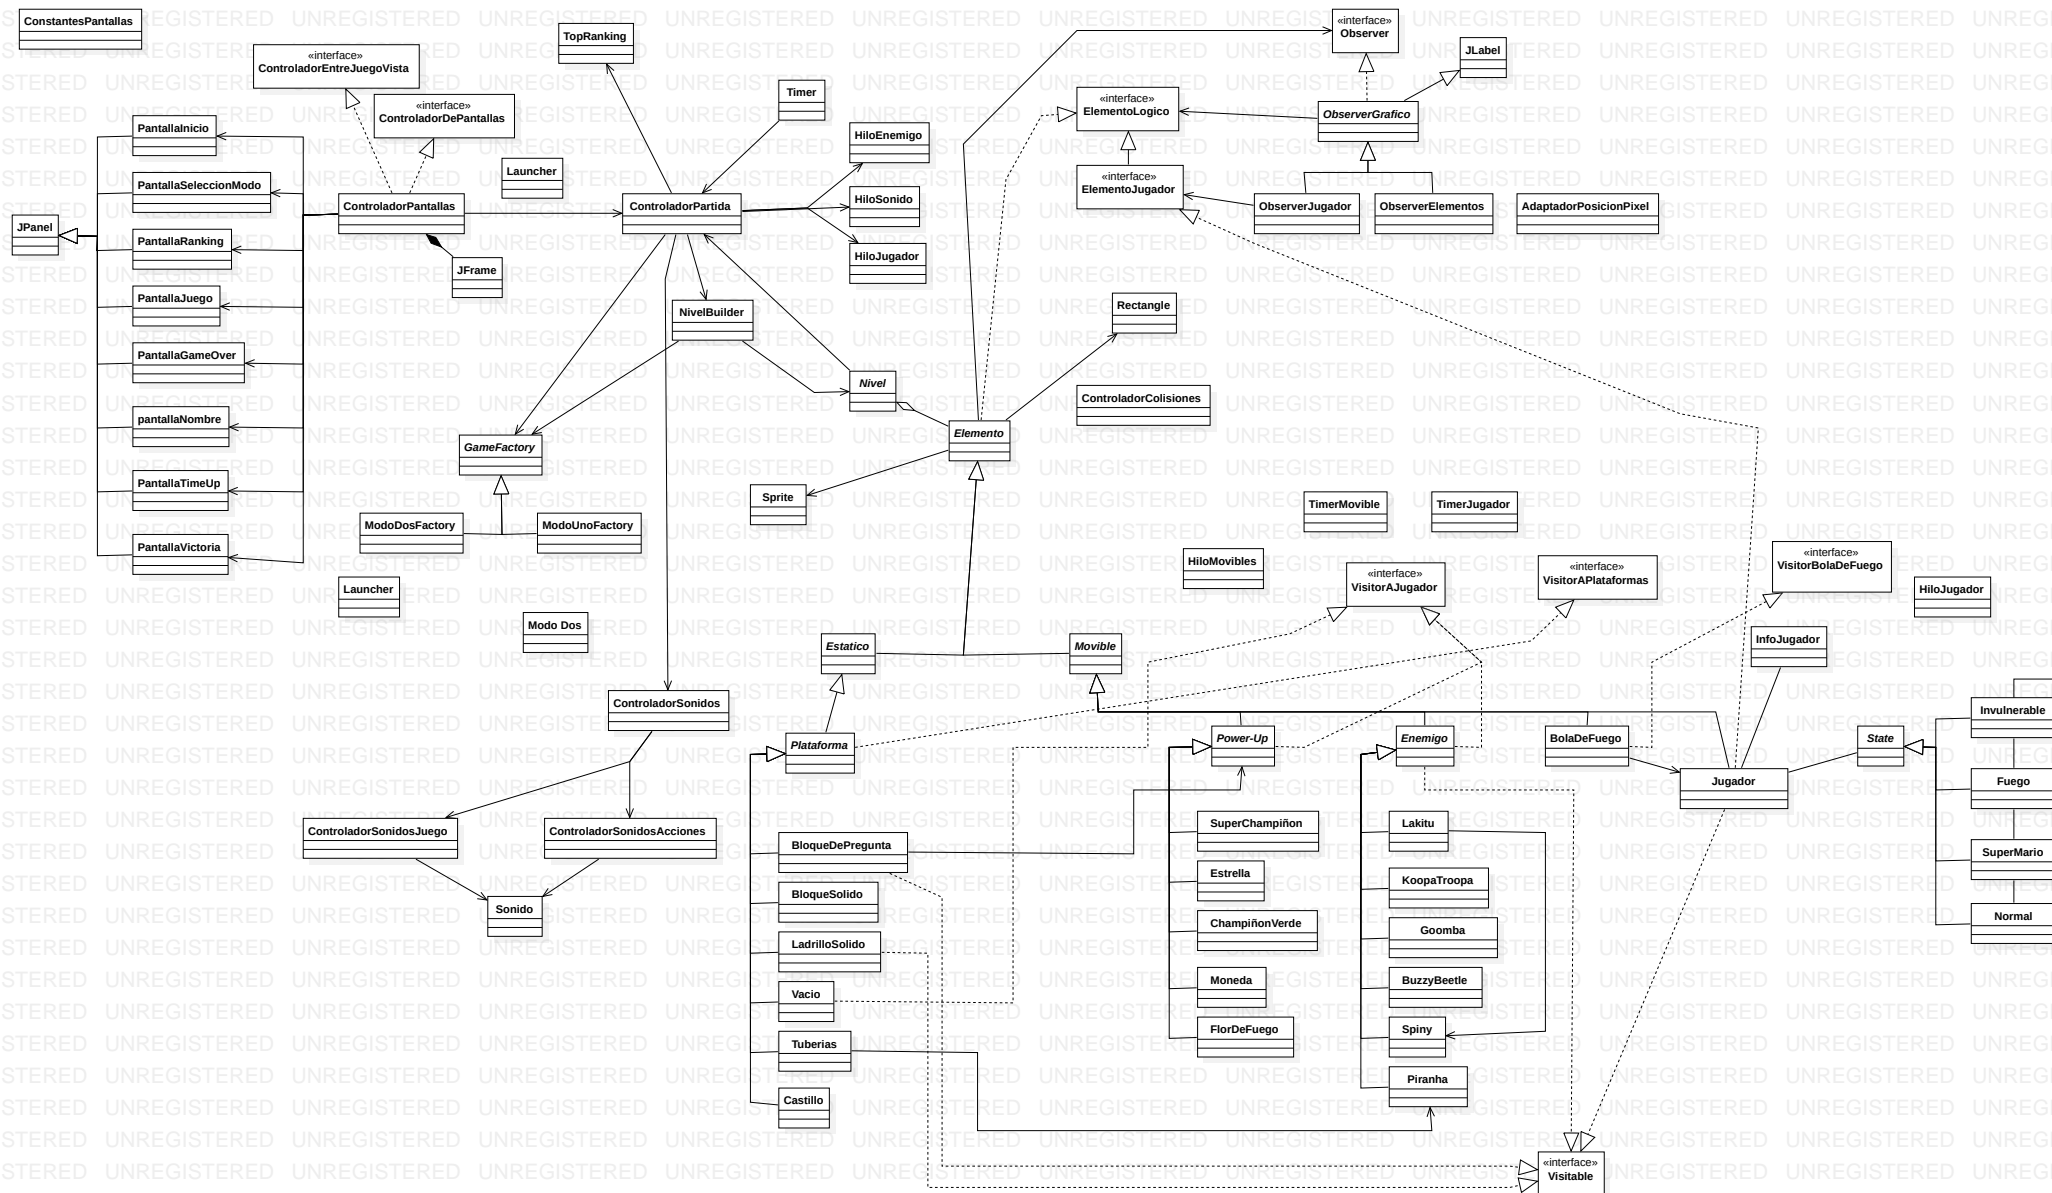 ConstantesPantallas
«interface»
ControladorEntreJuegoVista
«interface»
ControladorDePantallas
TopRanking
Timer
«interface»
Observer
JLabel
«interface»
ElementoLogico
ObserverGrafico
PantallaInicio
PantallaSeleccionModo
PantallaRanking
PantallaJuego
PantallaGameOver
pantallaNombre
PantallaTimeUp
PantallaVictoria
JPanel
ControladorPantallas
JFrame
Launcher
ControladorPartida
HiloEnemigo
HiloSonido
HiloJugador
«interface»
ElementoJugador
ObserverJugador
ObserverElementos
AdaptadorPosicionPixel
NivelBuilder
Nivel
Rectangle
ControladorColisiones
Elemento
GameFactory
ModoDosFactory
ModoUnoFactory
Sprite
Launcher
Modo Dos
TimerMovible
TimerJugador
HiloMovibles
«interface»
VisitorAJugador
«interface»
VisitorAPlataformas
«interface»
VisitorBolaDeFuego
HiloJugador
InfoJugador
Estatico
Movible
ControladorSonidos
ControladorSonidosJuego
ControladorSonidosAcciones
Sonido
Plataforma
Power-Up
Enemigo
BolaDeFuego
Jugador
State
Invulnerable
Fuego
SuperMario
Normal
BloqueDePregunta
BloqueSolido
LadrilloSolido
Vacio
Tuberias
Castillo
SuperChampiñon
Estrella
ChampiñonVerde
Moneda
FlorDeFuego
Lakitu
KoopaTroopa
Goomba
BuzzyBeetle
Spiny
Piranha
«interface»
Visitable
UNREGISTERED